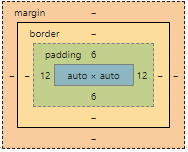 margin –
border –
padding 6
– – 12 auto × auto 12 – –
6
–
–